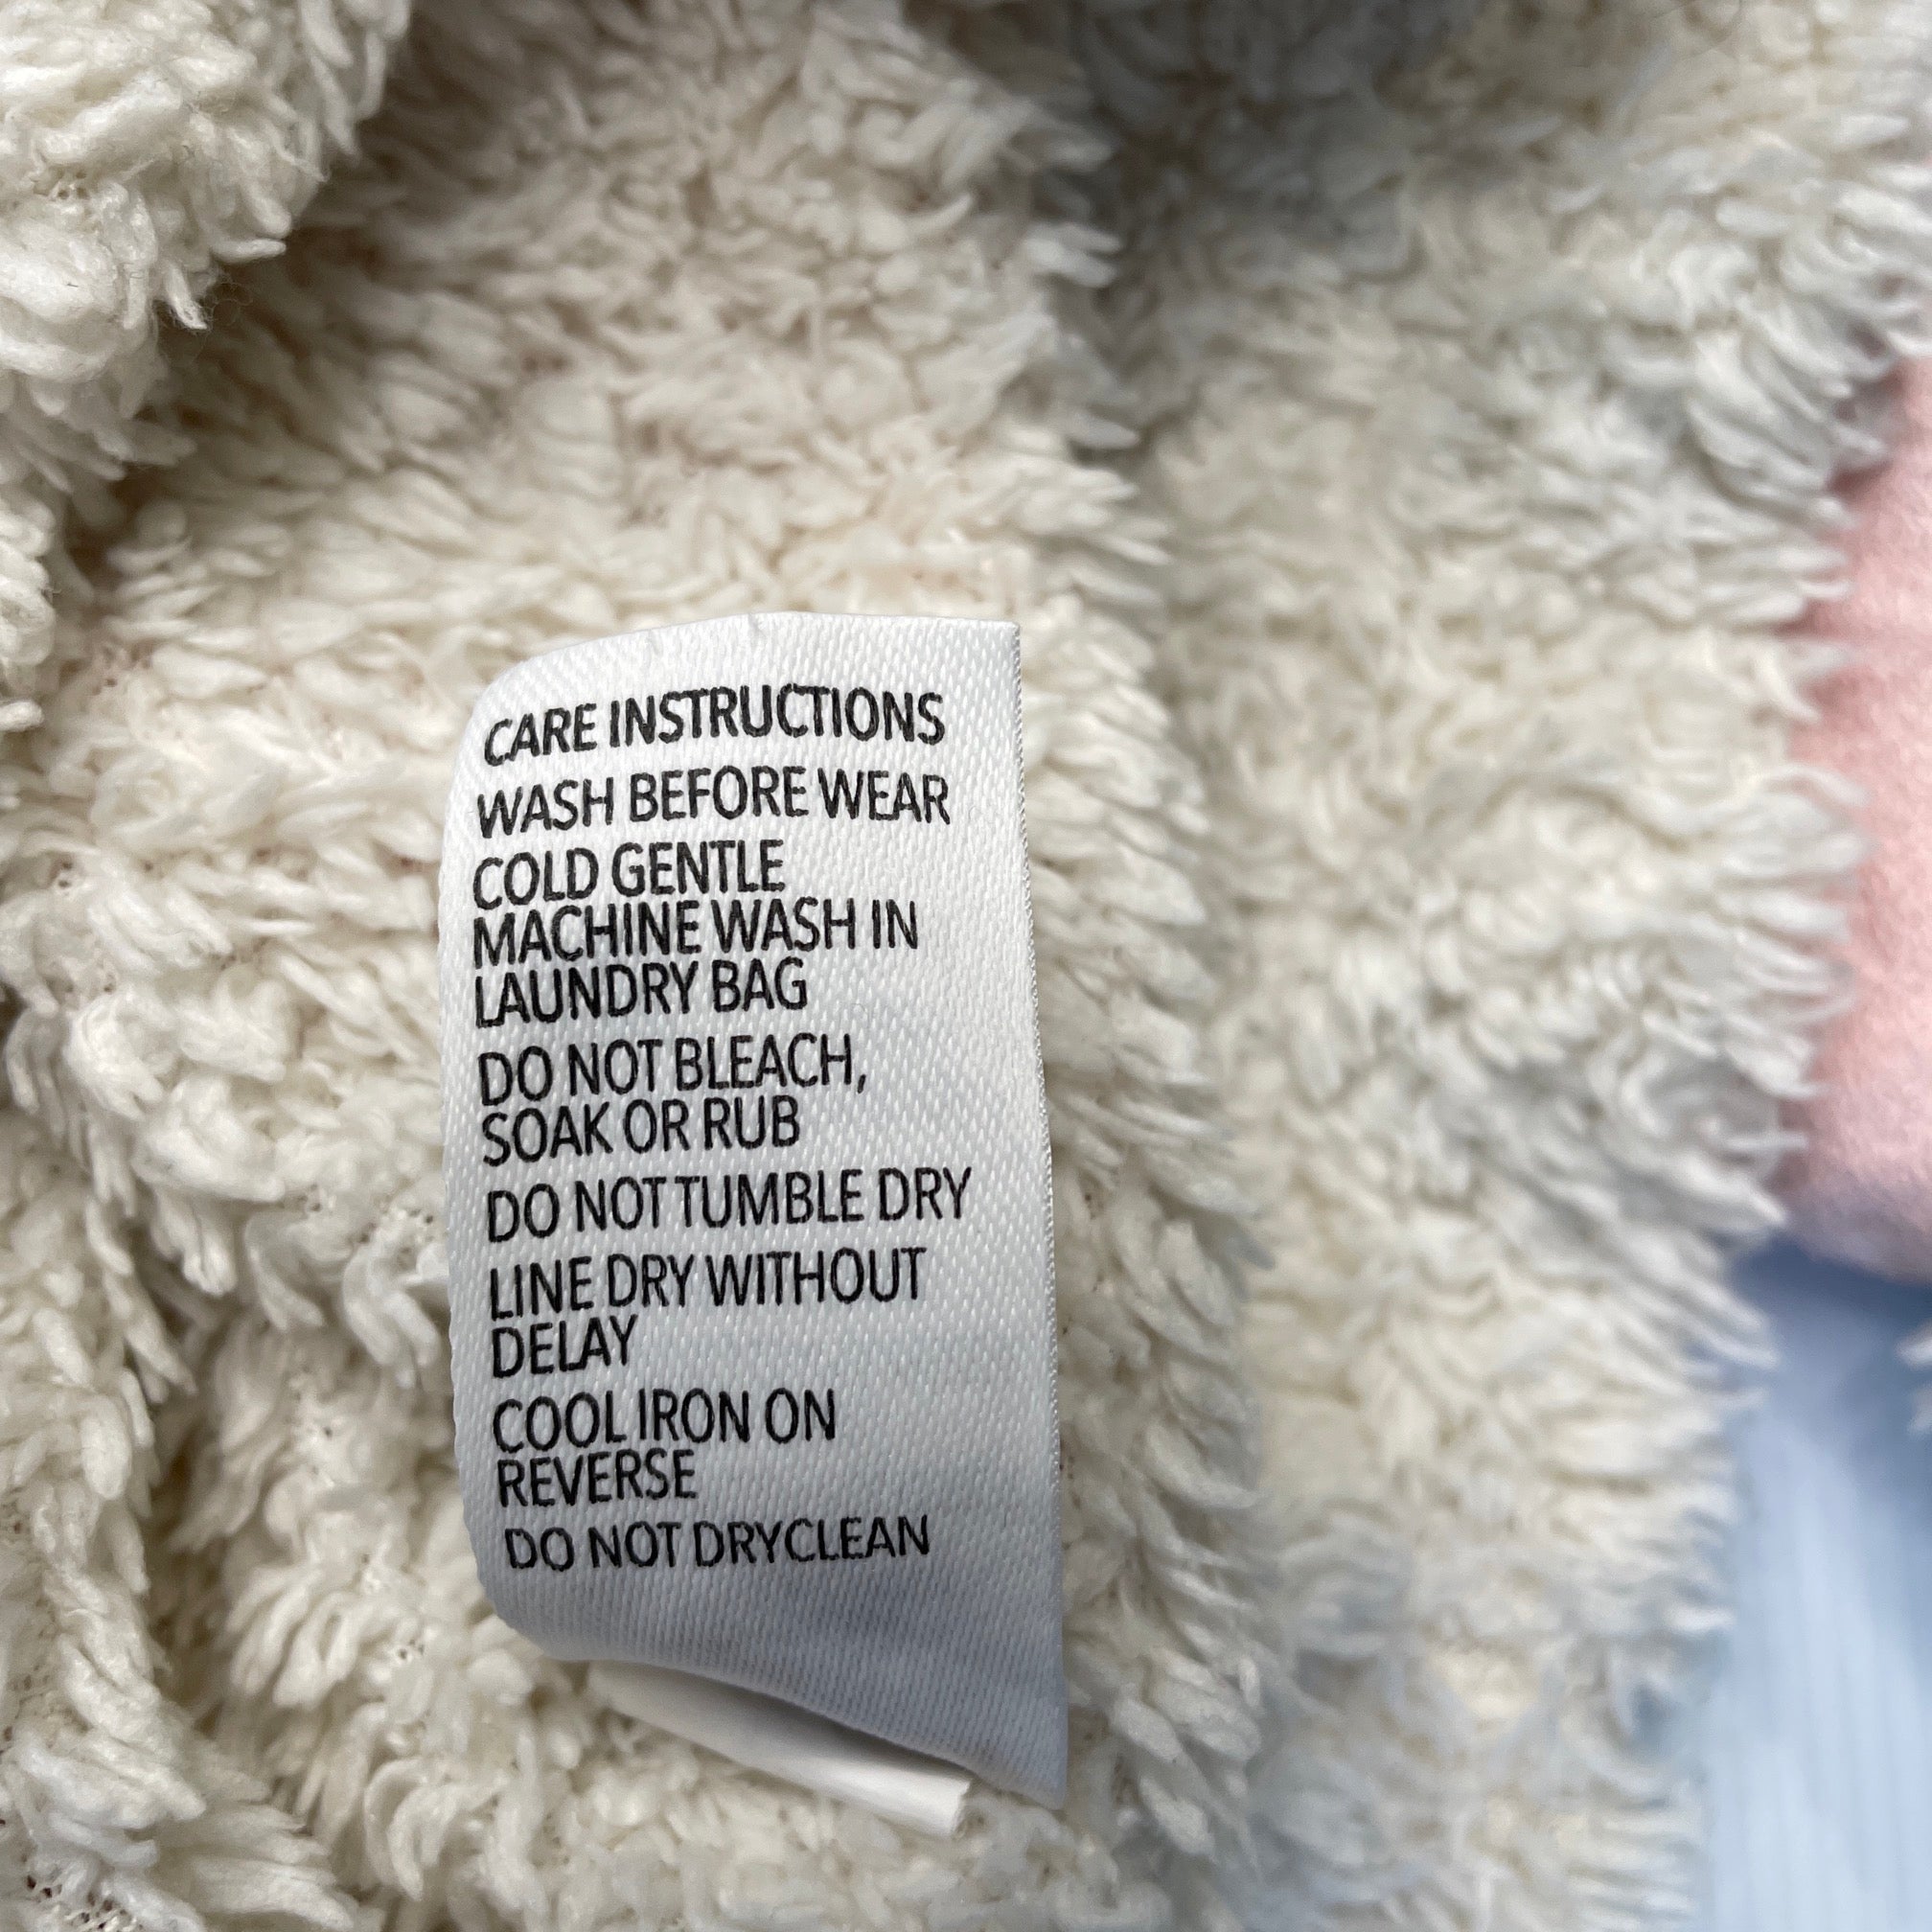 CARE INSTRUCTIONS
WASH BEFORE WEAR
COLD GENTLE
MACHINE WASH IN
LAUNDRY BAG
DO NOT BLEACH,
SOAK OR RUB
DO NOT TUMBLE DRY
LINE DRY WITHOUT
DELAY
COOL IRON ON
REVERSE
DO NOT DRYCLEAN